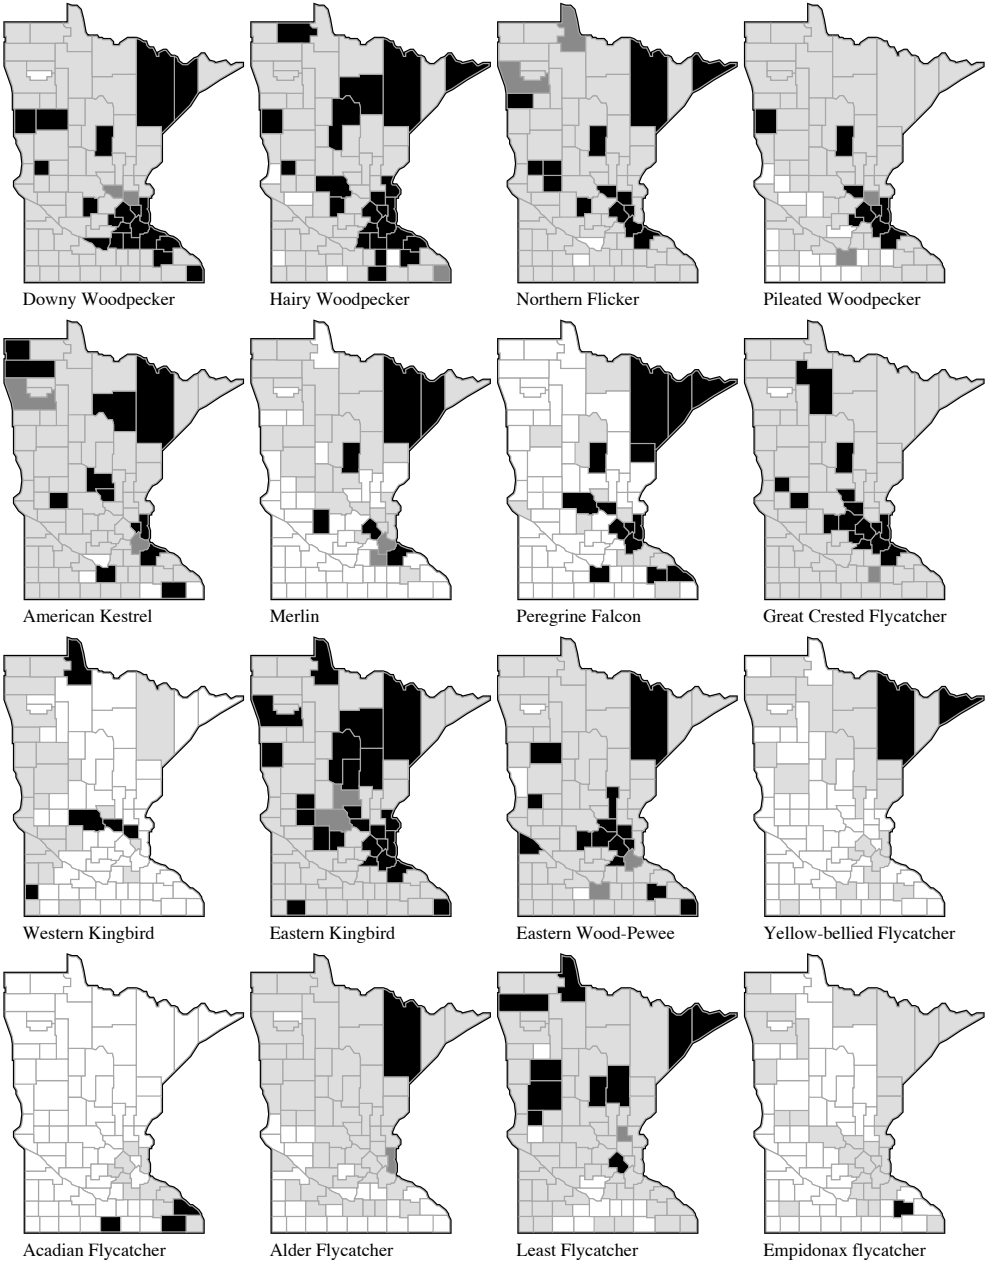 Downy Woodpecker
Hairy Woodpecker
Northern Flicker
Pileated Woodpecker
American Kestrel
Merlin
Peregrine Falcon
Great Crested Flycatcher
Western Kingbird
Eastern Kingbird
Eastern Wood-Pewee
Yellow-bellied Flycatcher
Acadian Flycatcher
Alder Flycatcher
Least Flycatcher
Empidonax flycatcher